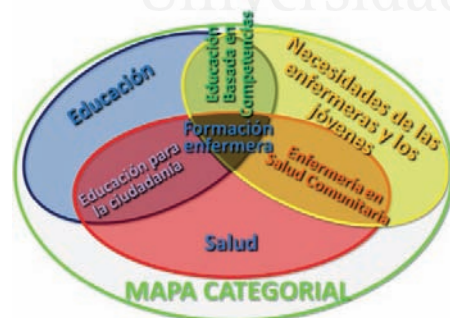 Universidad
Educación
Educación
Basada en
Competencias
Necesidades de las
enfermeras y los
jóvenes
Formación
enfermera
Educación para
la ciudadanía
Enfermería en
Salud Comunitaria
Salud
MAPA CATEGORIAL